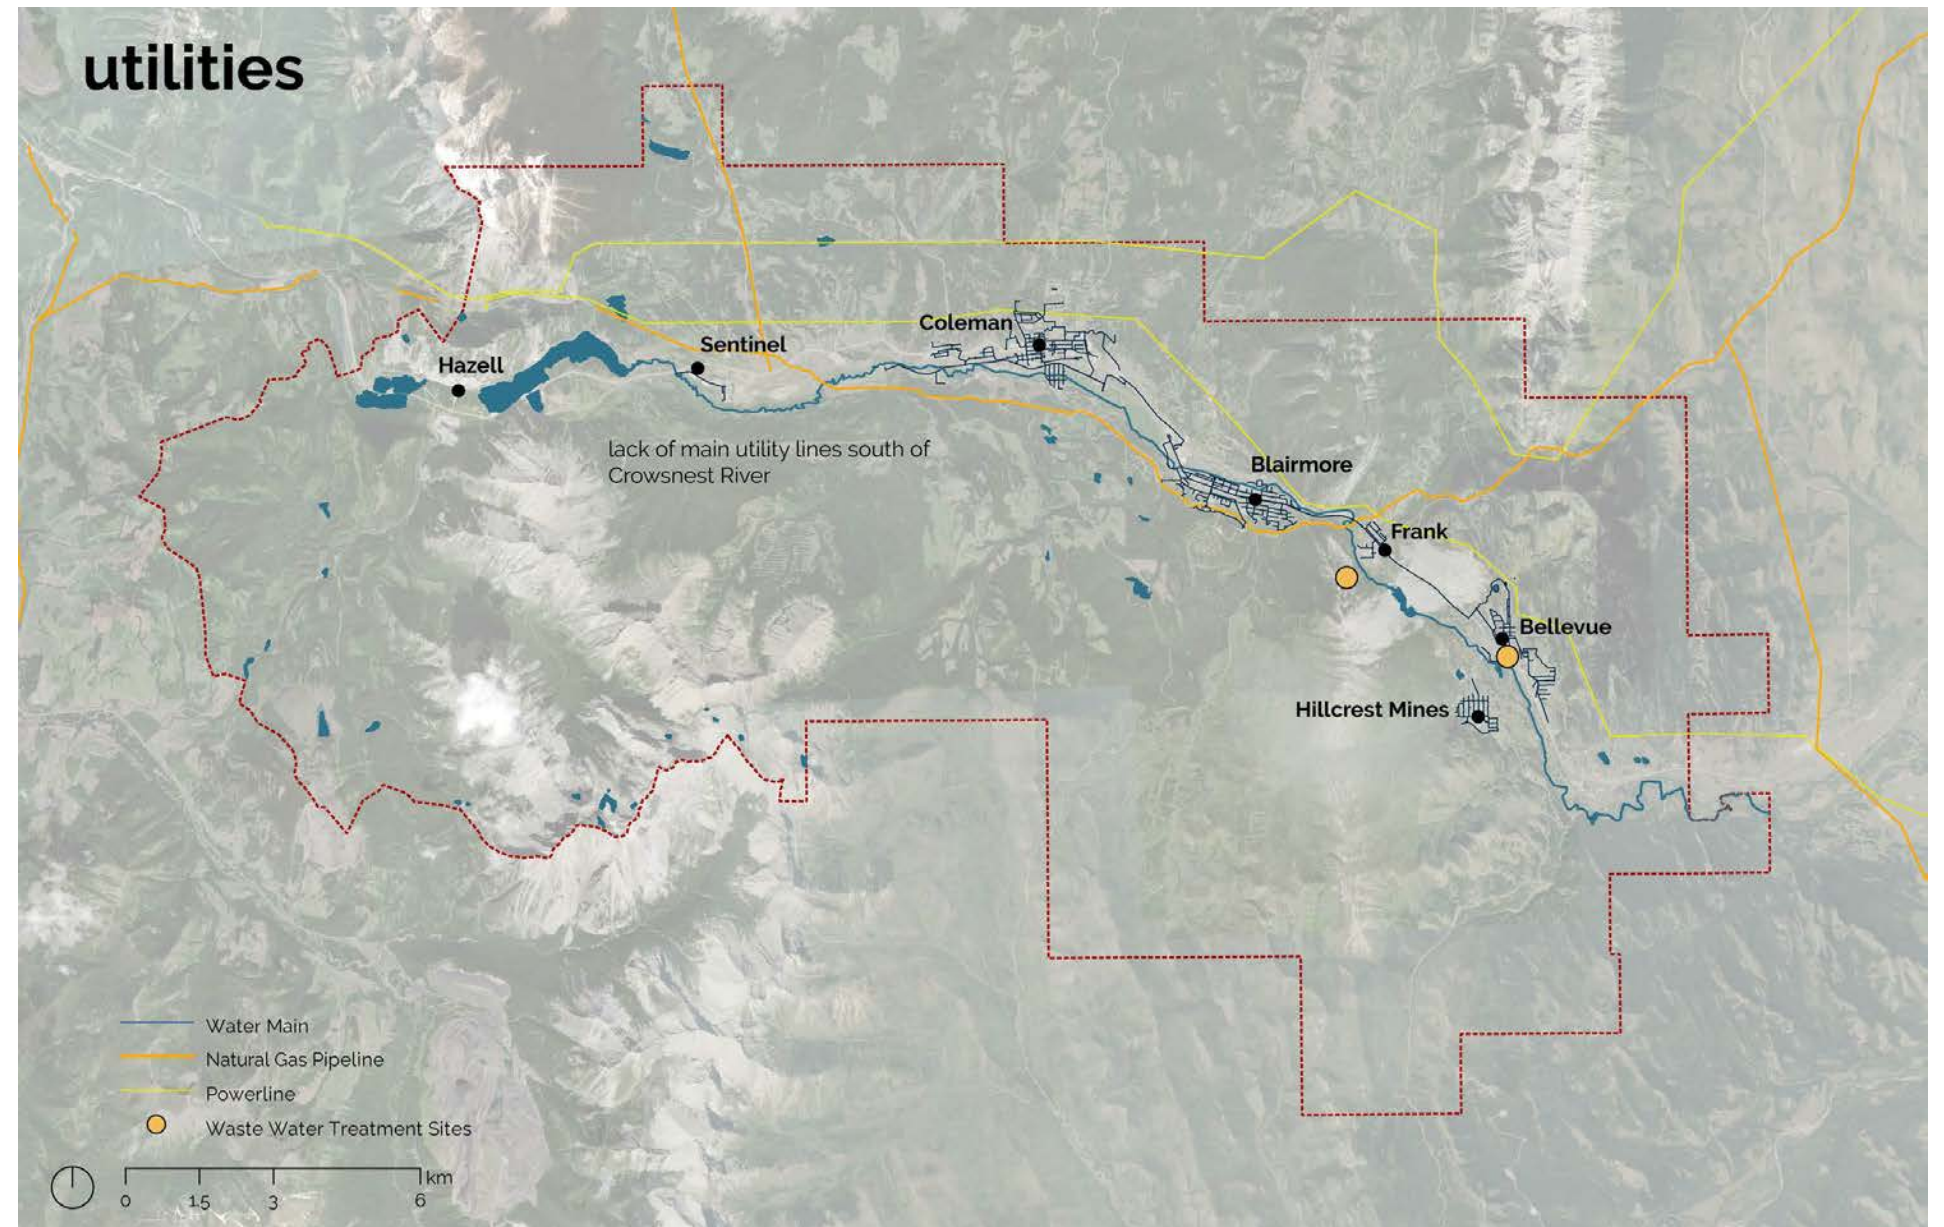 utilities
Coleman
Sentinel
Hazell
lack of main utility lines south of
Crowsnest River
Blairmore
Frank
Bellevue
Hillcrest Mines
Water Main
Natural Gas Pipeline
Powerline
Waste Water Treatment Sites
km
0 1.5 3 6